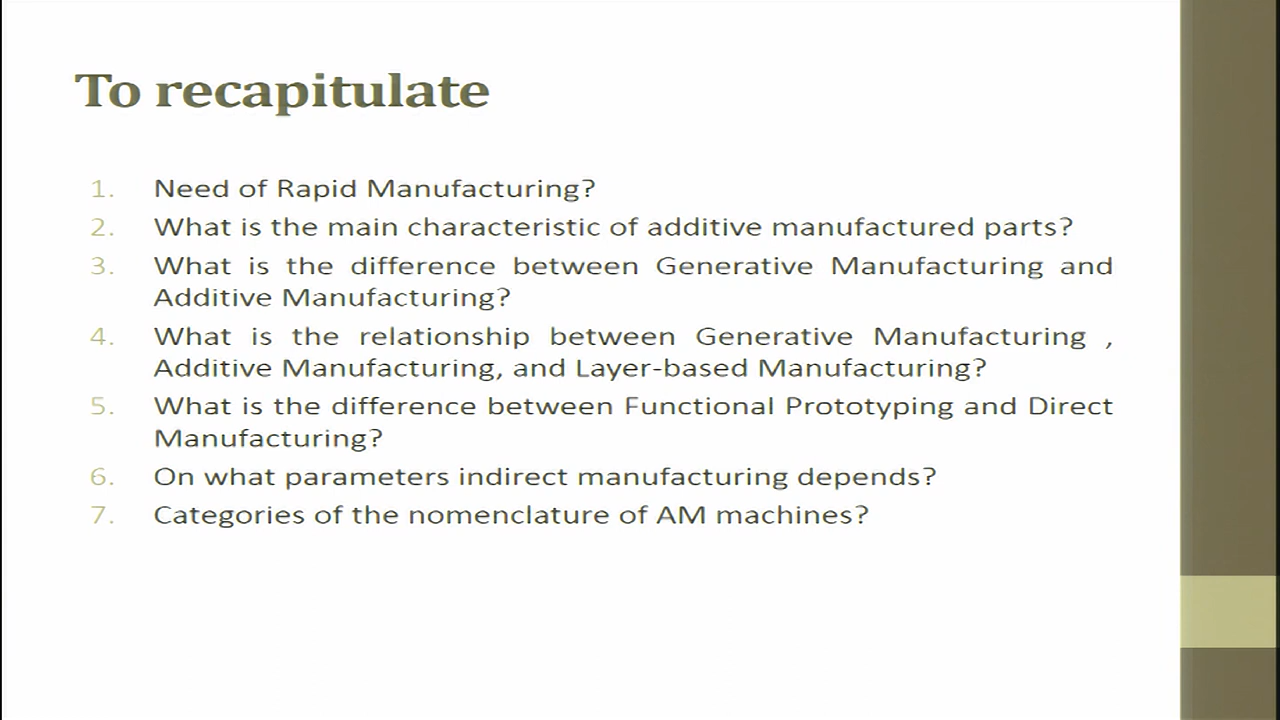 To recapitulate
1. Need of Rapid Manufacturing?
2. What is the main characteristic of additive manufactured parts?
3. What is the difference between Generative Manufacturing and
Additive Manufacturing?
4. What is the relationship between Generative Manufacturing ,
Additive Manufacturing, and Layer-based Manufacturing?
5. What is the difference between Functional Prototyping and Direct
Manufacturing?
6. On what parameters indirect manufacturing depends?
7. Categories of the nomenclature of AM machines?